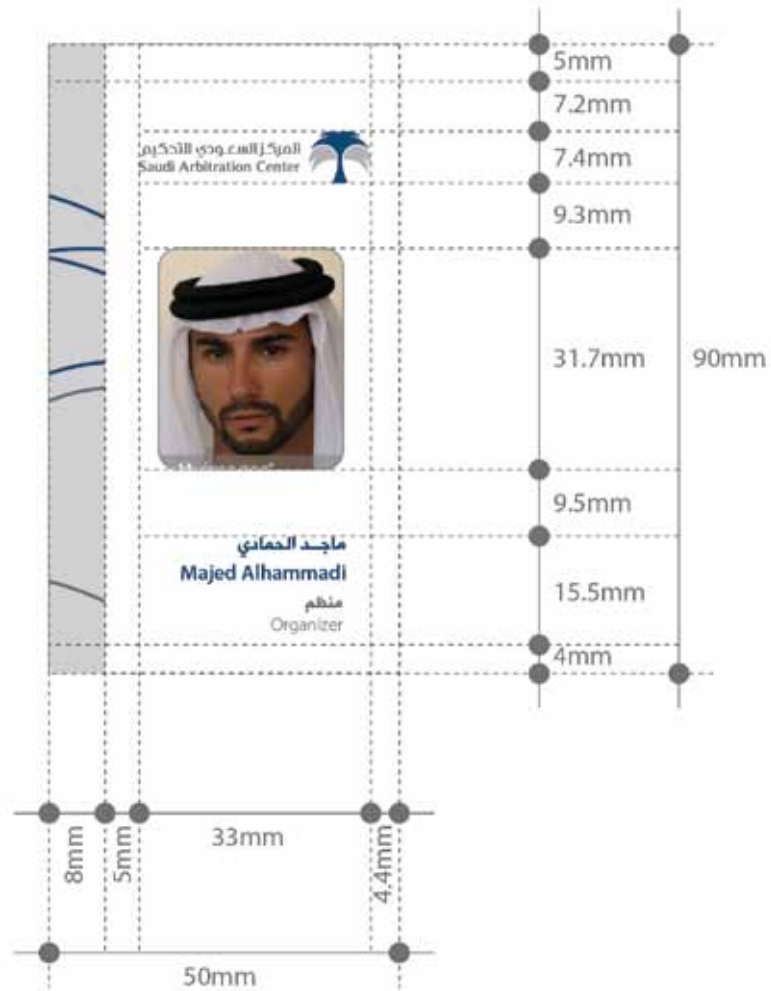 5mm
7.2mm
المركز السعودي للتحكيم
Saudi Arbitration Center
7.4mm
9.3mm
31.7mm
90mm
9.5mm
ماجـد الحمادي
Majed Alhammadi
منظم
Organizer
15.5mm
4mm
8mm
5mm
33mm
4.4mm
50mm